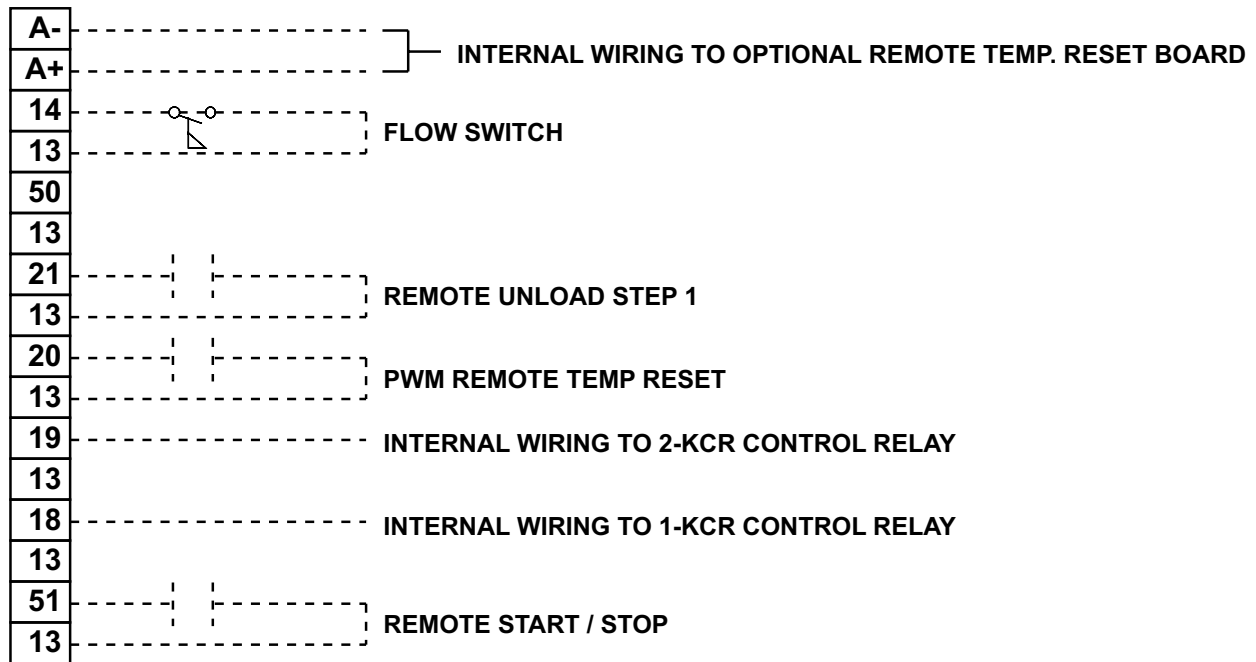 A-
INTERNAL WIRING TO OPTIONAL REMOTE TEMP. RESET BOARD
A+
14
FLOW SWITCH
13
50
13
21
REMOTE UNLOAD STEP 1
13
20
PWM REMOTE TEMP RESET
13
19 INTERNAL WIRING TO 2-KCR CONTROL RELAY
13
18 INTERNAL WIRING TO 1-KCR CONTROL RELAY
13
51
REMOTE START / STOP
13